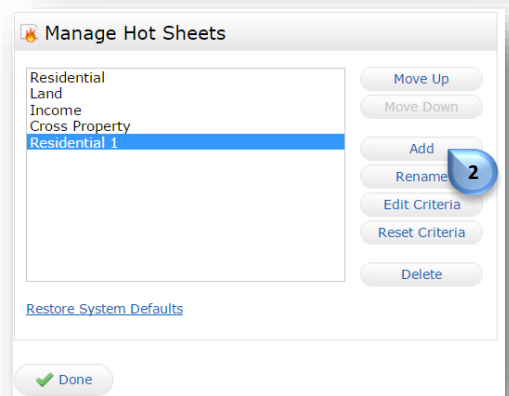 Manage Hot Sheets
Residential
Land
Income
Cross Property
Residential 1
Move Up
Move Down
Add
2
Rename
Edit Criteria
Reset Criteria
Delete
Restore System Defaults
Done